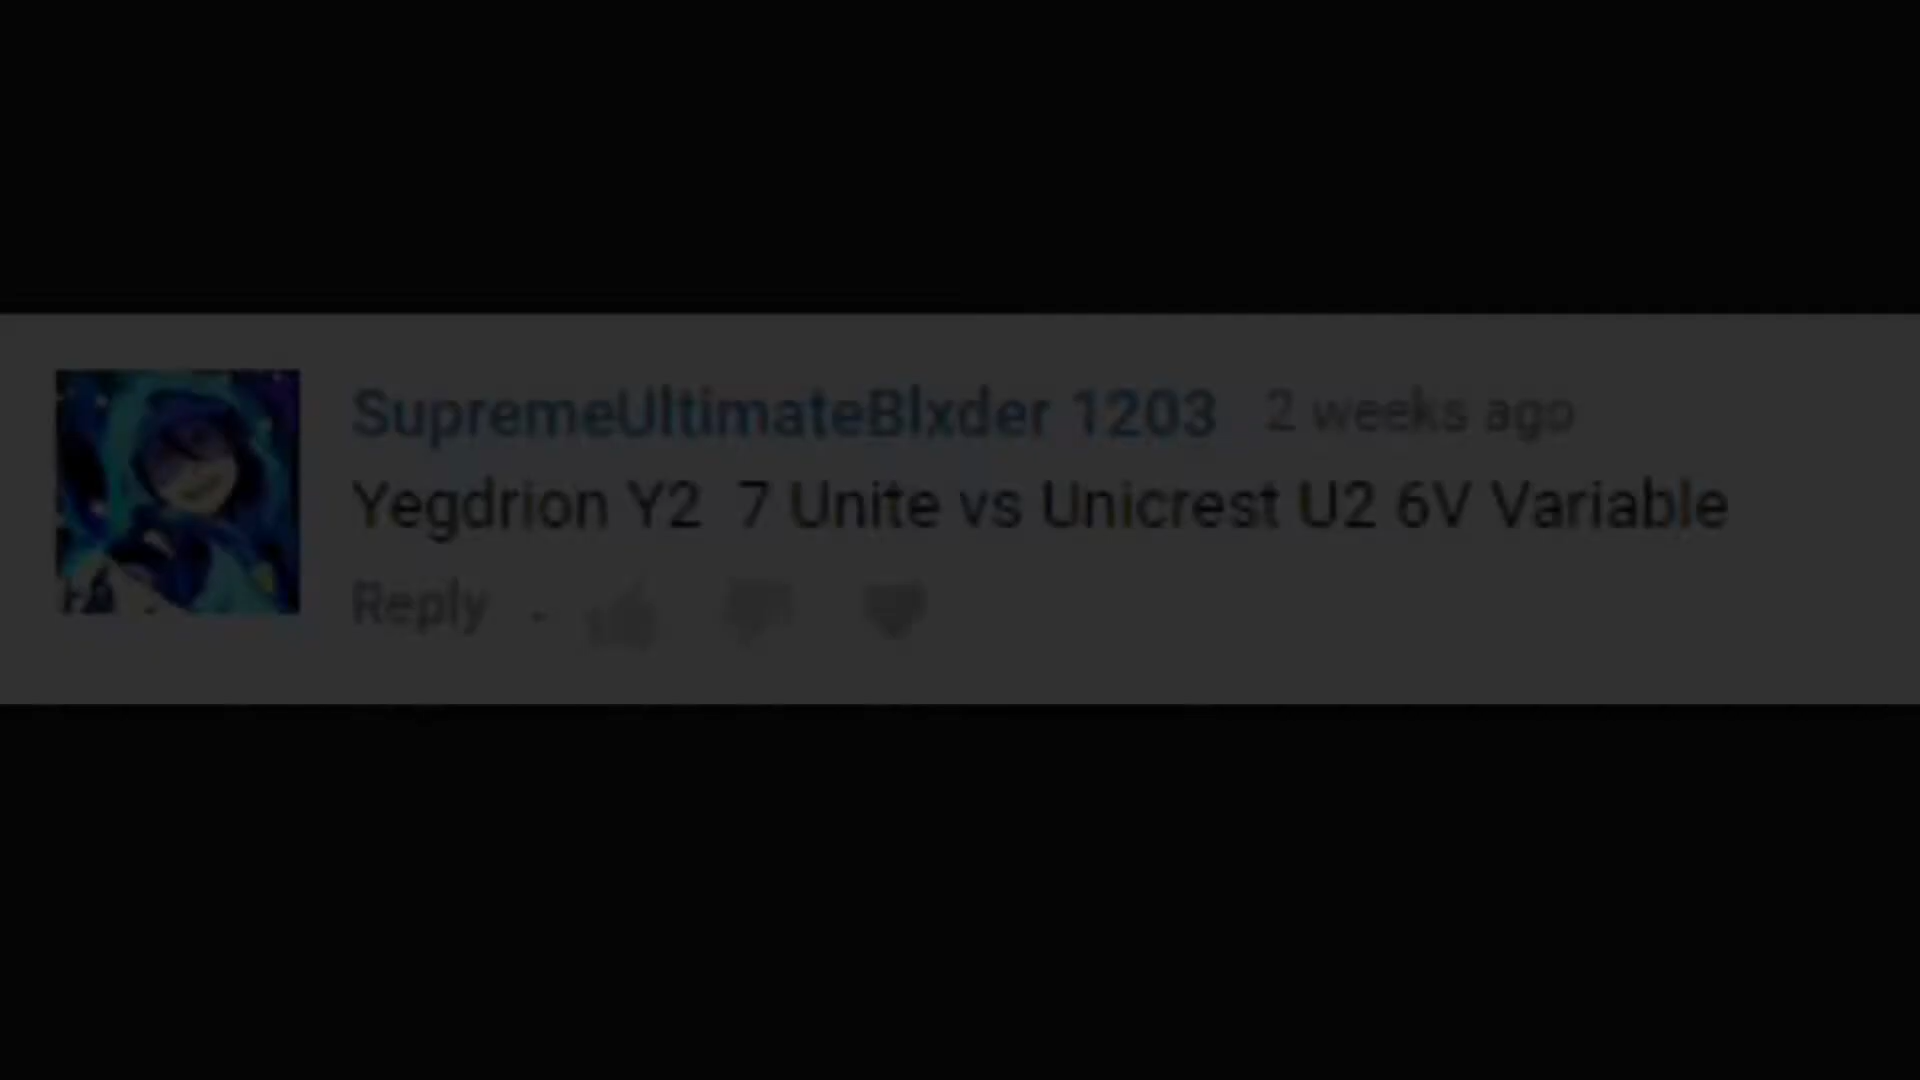 SupremeUltimateBlxder 1203 2 weeks ago
Yegdrion Y2 7 Unite vs Unicrest U2 6V Variable
Reply